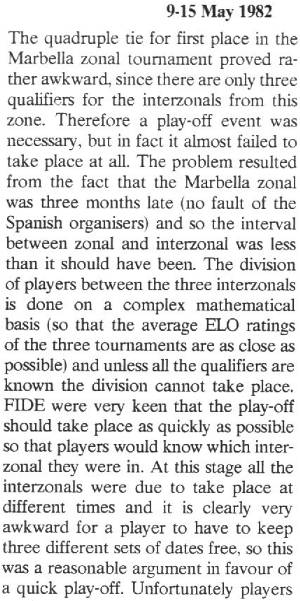 9-15 May 1982
The quadruple tie for first place in the
Marbella zonal tournament proved ra-
ther awkward, since there are only three
qualifiers for the interzonals from this
zone. Therefore a play-off event was
necessary, but in fact it almost failed to
take place at all. The problem resulted
from the fact that the Marbella zonal
was three months late (no fault of the
Spanish organisers) and so the interval
between zonal and interzonal was less
than it should have been. The division
of players between the three interzonals
is done on a complex mathematical
basis (so that the average ELO ratings
of the three tournaments are as close as
possible) and unless all the qualifiers are
known the division cannot take place.
FIDE were very keen that the play-off
should take place as quickly as possible
so that players would know which inter-
zonal they were in. At this stage all the
interzonals were due to take place at
different times and it is clearly very
awkward for a player to have to keep
three different sets of dates free, so this
was a reasonable argument in favour of
a quick play-off. Unfortunately players